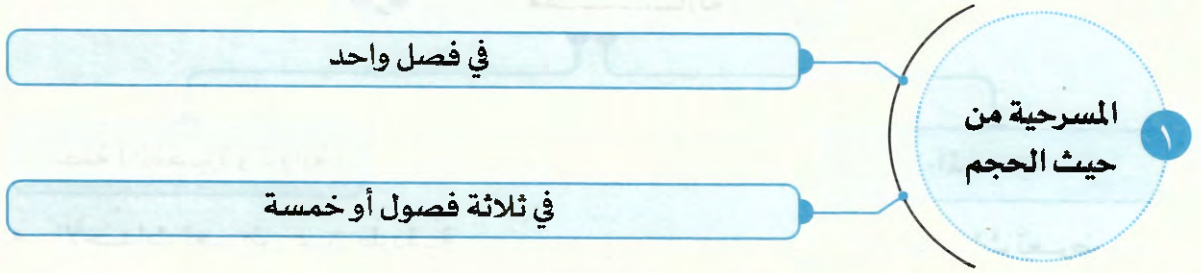 ١
المسرحية من
حيث الحجم
في فصل واحد
في ثلاثة فصول أو خمسة